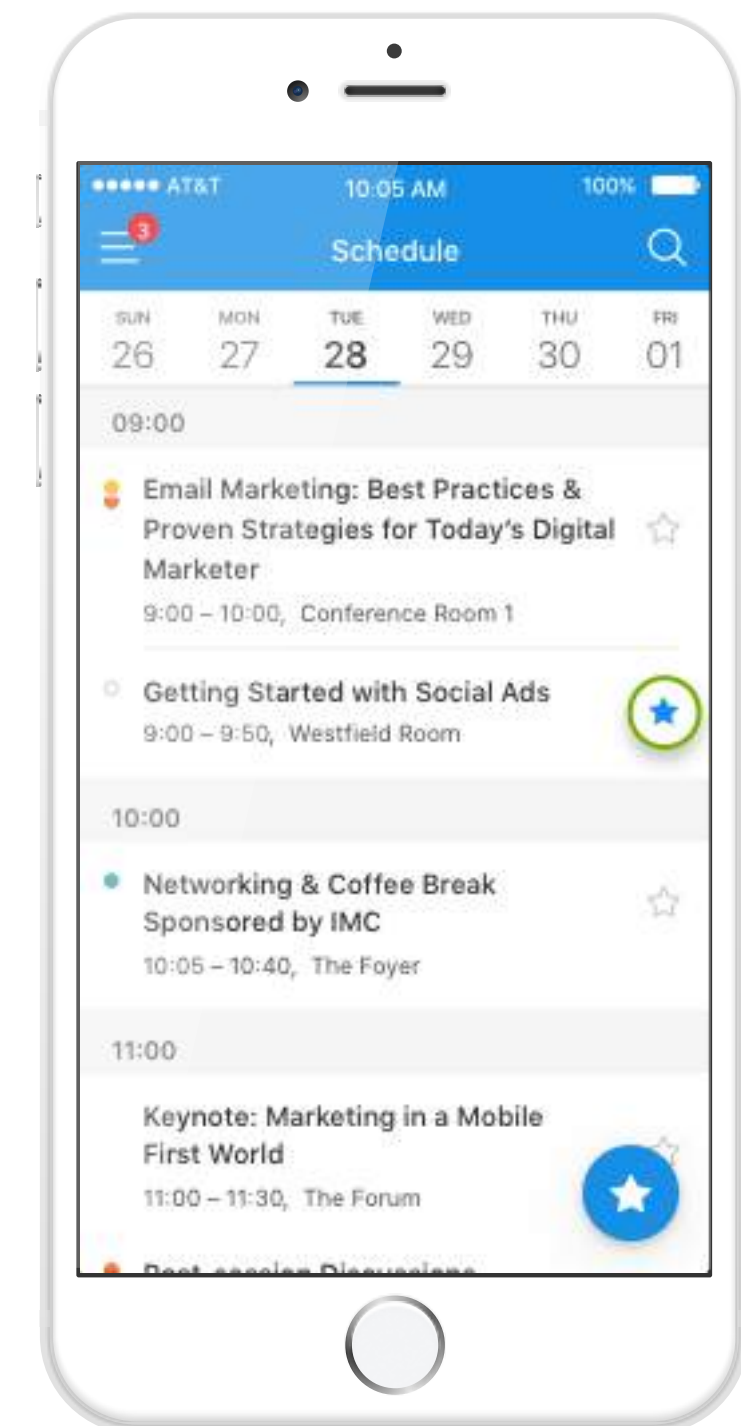 AT&T 10:05 AM 100%
3
Schedule
SUN MON TUE WED THU FRI
26 27 28 29 30 01
09:00
Email Marketing: Best Practices &
Proven Strategies for Today's Digital
Marketer
9:00 – 10:00, Conference Room 1
Getting Started with Social Ads
9:00 – 9:50, Westfield Room
10:00
Networking & Coffee Break
Sponsored by IMC
10:05 – 10:40, The Foyer
11:00
Keynote: Marketing in a Mobile
First World
11:00 – 11:30, The Forum